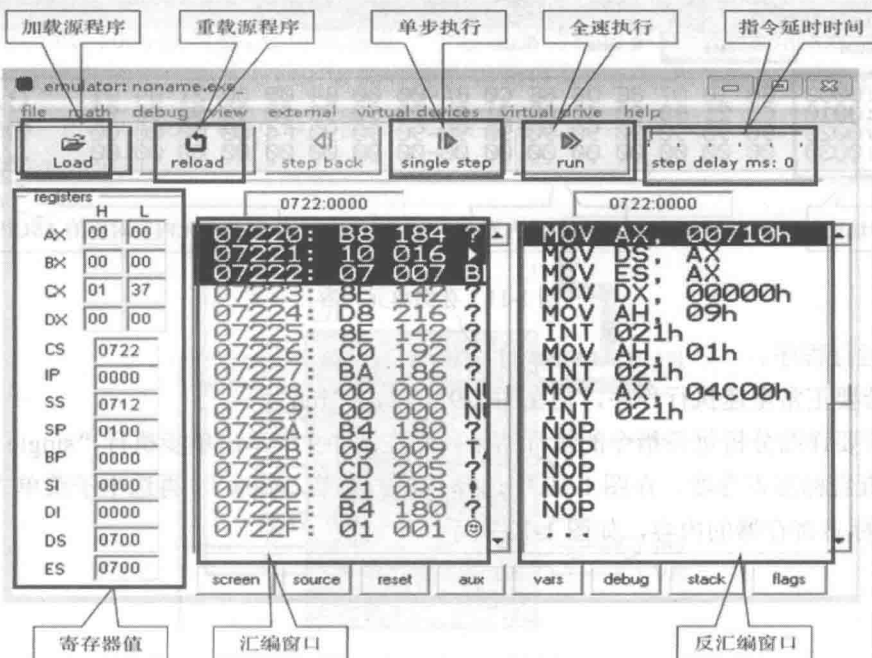 加载源程序
重载源程序
单步执行
全速执行
指令延时时间
emulator: noname.exe_
file math debug view external virtual devices virtual drive help
Load
reload
step back
single step
run
step delay ms: 0
registers
H L
AX 00 00
BX 00 00
CX 01 37
DX 00 00
CS 0722
IP 0000
SS 0712
SP 0100
BP 0000
SI 0000
DI 0000
DS 0700
ES 0700
0722:0000
07220: B8 184 ?
07221: 10 016
07222: 07 007 BE
07223: 8E 142 ?
07224: D8 216 ?
07225: 8E 142 ?
07226: C0 192 ?
07227: BA 186 ?
07228: 00 000 NU
07229: 00 000 NU
0722A: B4 180 ?
0722B: 09 009 T
0722C: CD 205 ?
0722D: 21 033 !
0722E: B4 180 ?
0722F: 01 001 ☺
0722:0000
MOV AX, 00710h
MOV DS, AX
MOV ES, AX
MOV DX, 00000h
MOV AH, 09h
INT 021h
MOV AH, 01h
INT 021h
MOV AX, 04C00h
INT 021h
NOP
NOP
NOP
NOP
NOP
...
screen source reset aux vars debug stack flags
寄存器值
汇编窗口
反汇编窗口